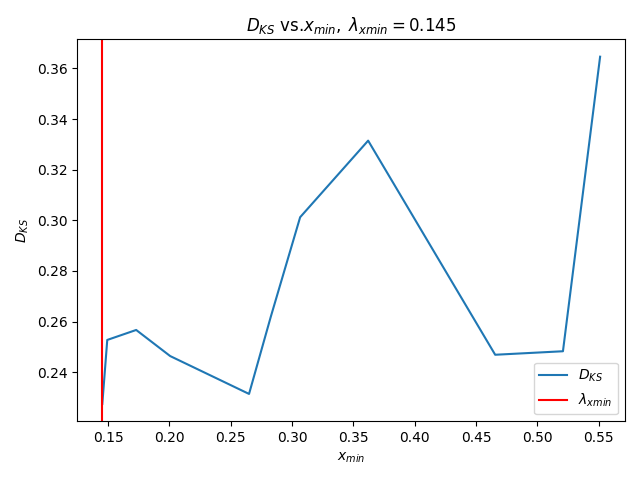 D_{KS} vs.x_{min}, λ_{xmin} = 0.145
0.36
0.34
0.32
0.30
0.28
0.26
0.24
D_{KS}
0.15 0.20 0.25 0.30 0.35 0.40 0.45 0.50 0.55
x_{min}
D_{KS}
λ_{xmin}